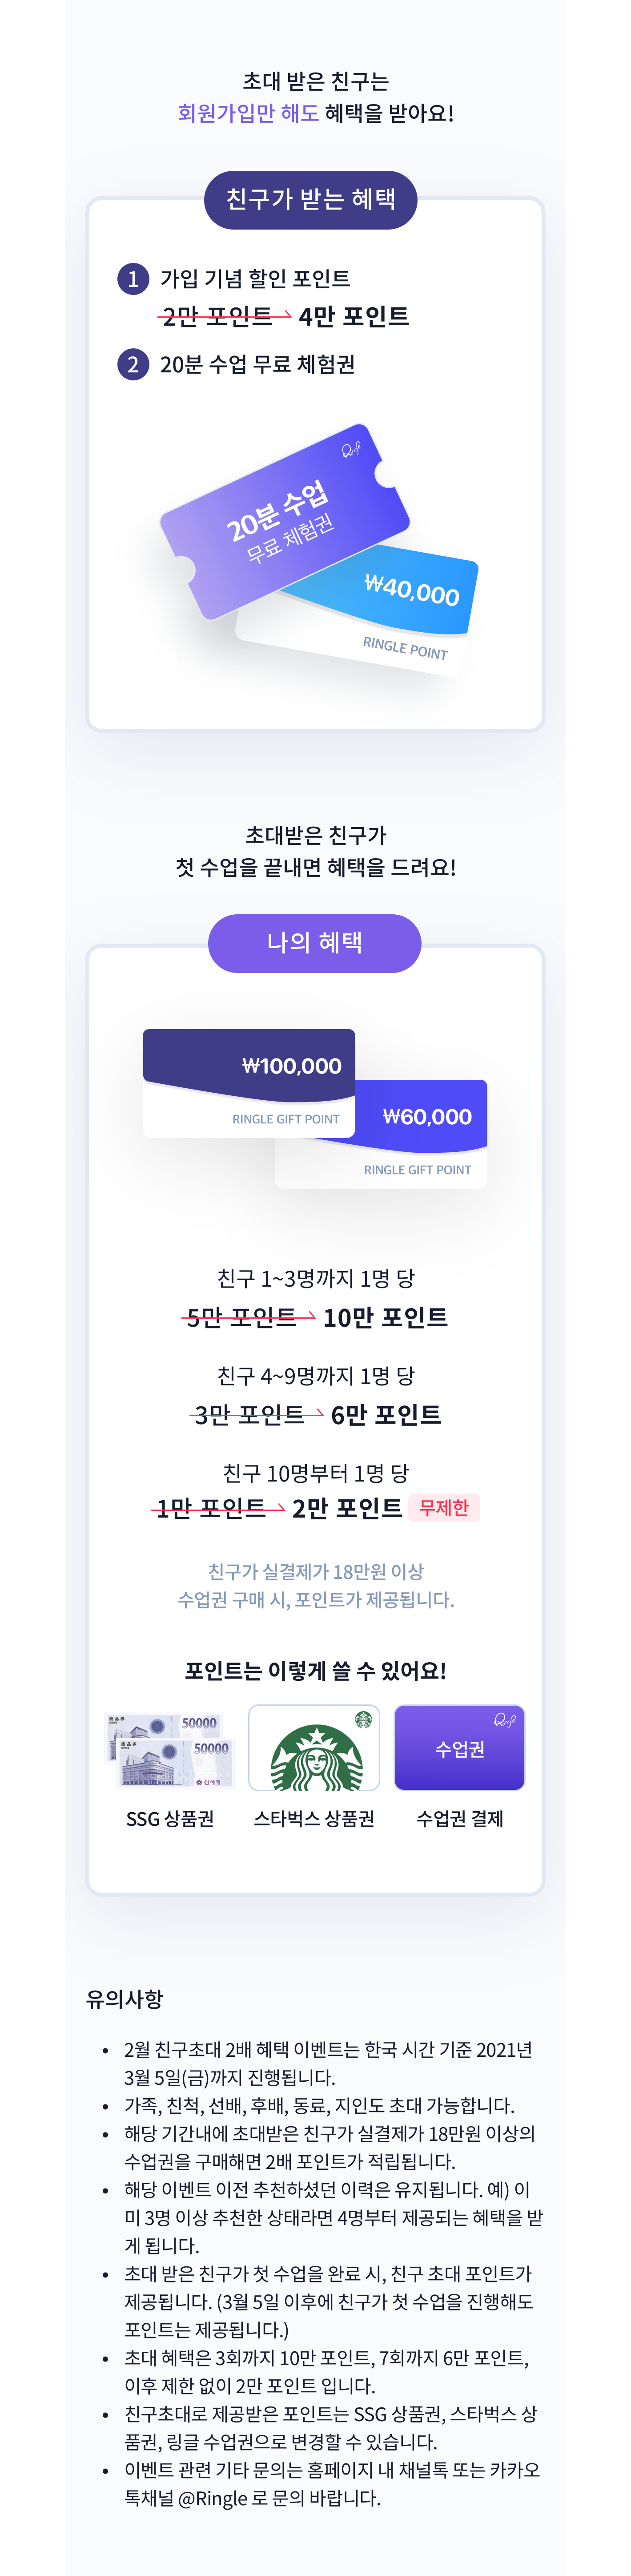 초대 받은 친구는
회원가입만 해도 혜택을 받아요!
친구가 받는 혜택
1 가입 기념 할인 포인트
2만 포인트 4만 포인트
2 20분 수업 무료 체험권
Ringle
20분 수업
무료 체험권
₩40,000
RINGLE POINT
초대받은 친구가
첫 수업을 끝내면 혜택을 드려요!
나의 혜택
₩100,000
RINGLE GIFT POINT
₩60,000
RINGLE GIFT POINT
친구 1~3명까지 1명 당
5만 포인트 10만 포인트
친구 4~9명까지 1명 당
3만 포인트 6만 포인트
친구 10명부터 1명 당
1만 포인트 2만 포인트 무제한
친구가 실결제가 18만원 이상
수업권 구매 시, 포인트가 제공됩니다.
포인트는 이렇게 쓸 수 있어요!
商品券 50000
商品券 50000
신세계
Ringle
수업권
SSG 상품권 스타벅스 상품권 수업권 결제
유의사항
• 2월 친구초대 2배 혜택 이벤트는 한국 시간 기준 2021년
3월 5일(금)까지 진행됩니다.
• 가족, 친척, 선배, 후배, 동료, 지인도 초대 가능합니다.
• 해당 기간내에 초대받은 친구가 실결제가 18만원 이상의
수업권을 구매해면 2배 포인트가 적립됩니다.
• 해당 이벤트 이전 추천하셨던 이력은 유지됩니다. 예) 이
미 3명 이상 추천한 상태라면 4명부터 제공되는 혜택을 받
게 됩니다.
• 초대 받은 친구가 첫 수업을 완료 시, 친구 초대 포인트가
제공됩니다. (3월 5일 이후에 친구가 첫 수업을 진행해도
포인트는 제공됩니다.)
• 초대 혜택은 3회까지 10만 포인트, 7회까지 6만 포인트,
이후 제한 없이 2만 포인트 입니다.
• 친구초대로 제공받은 포인트는 SSG 상품권, 스타벅스 상
품권, 링글 수업권으로 변경할 수 있습니다.
• 이벤트 관련 기타 문의는 홈페이지 내 채널톡 또는 카카오
톡채널 @Ringle 로 문의 바랍니다.